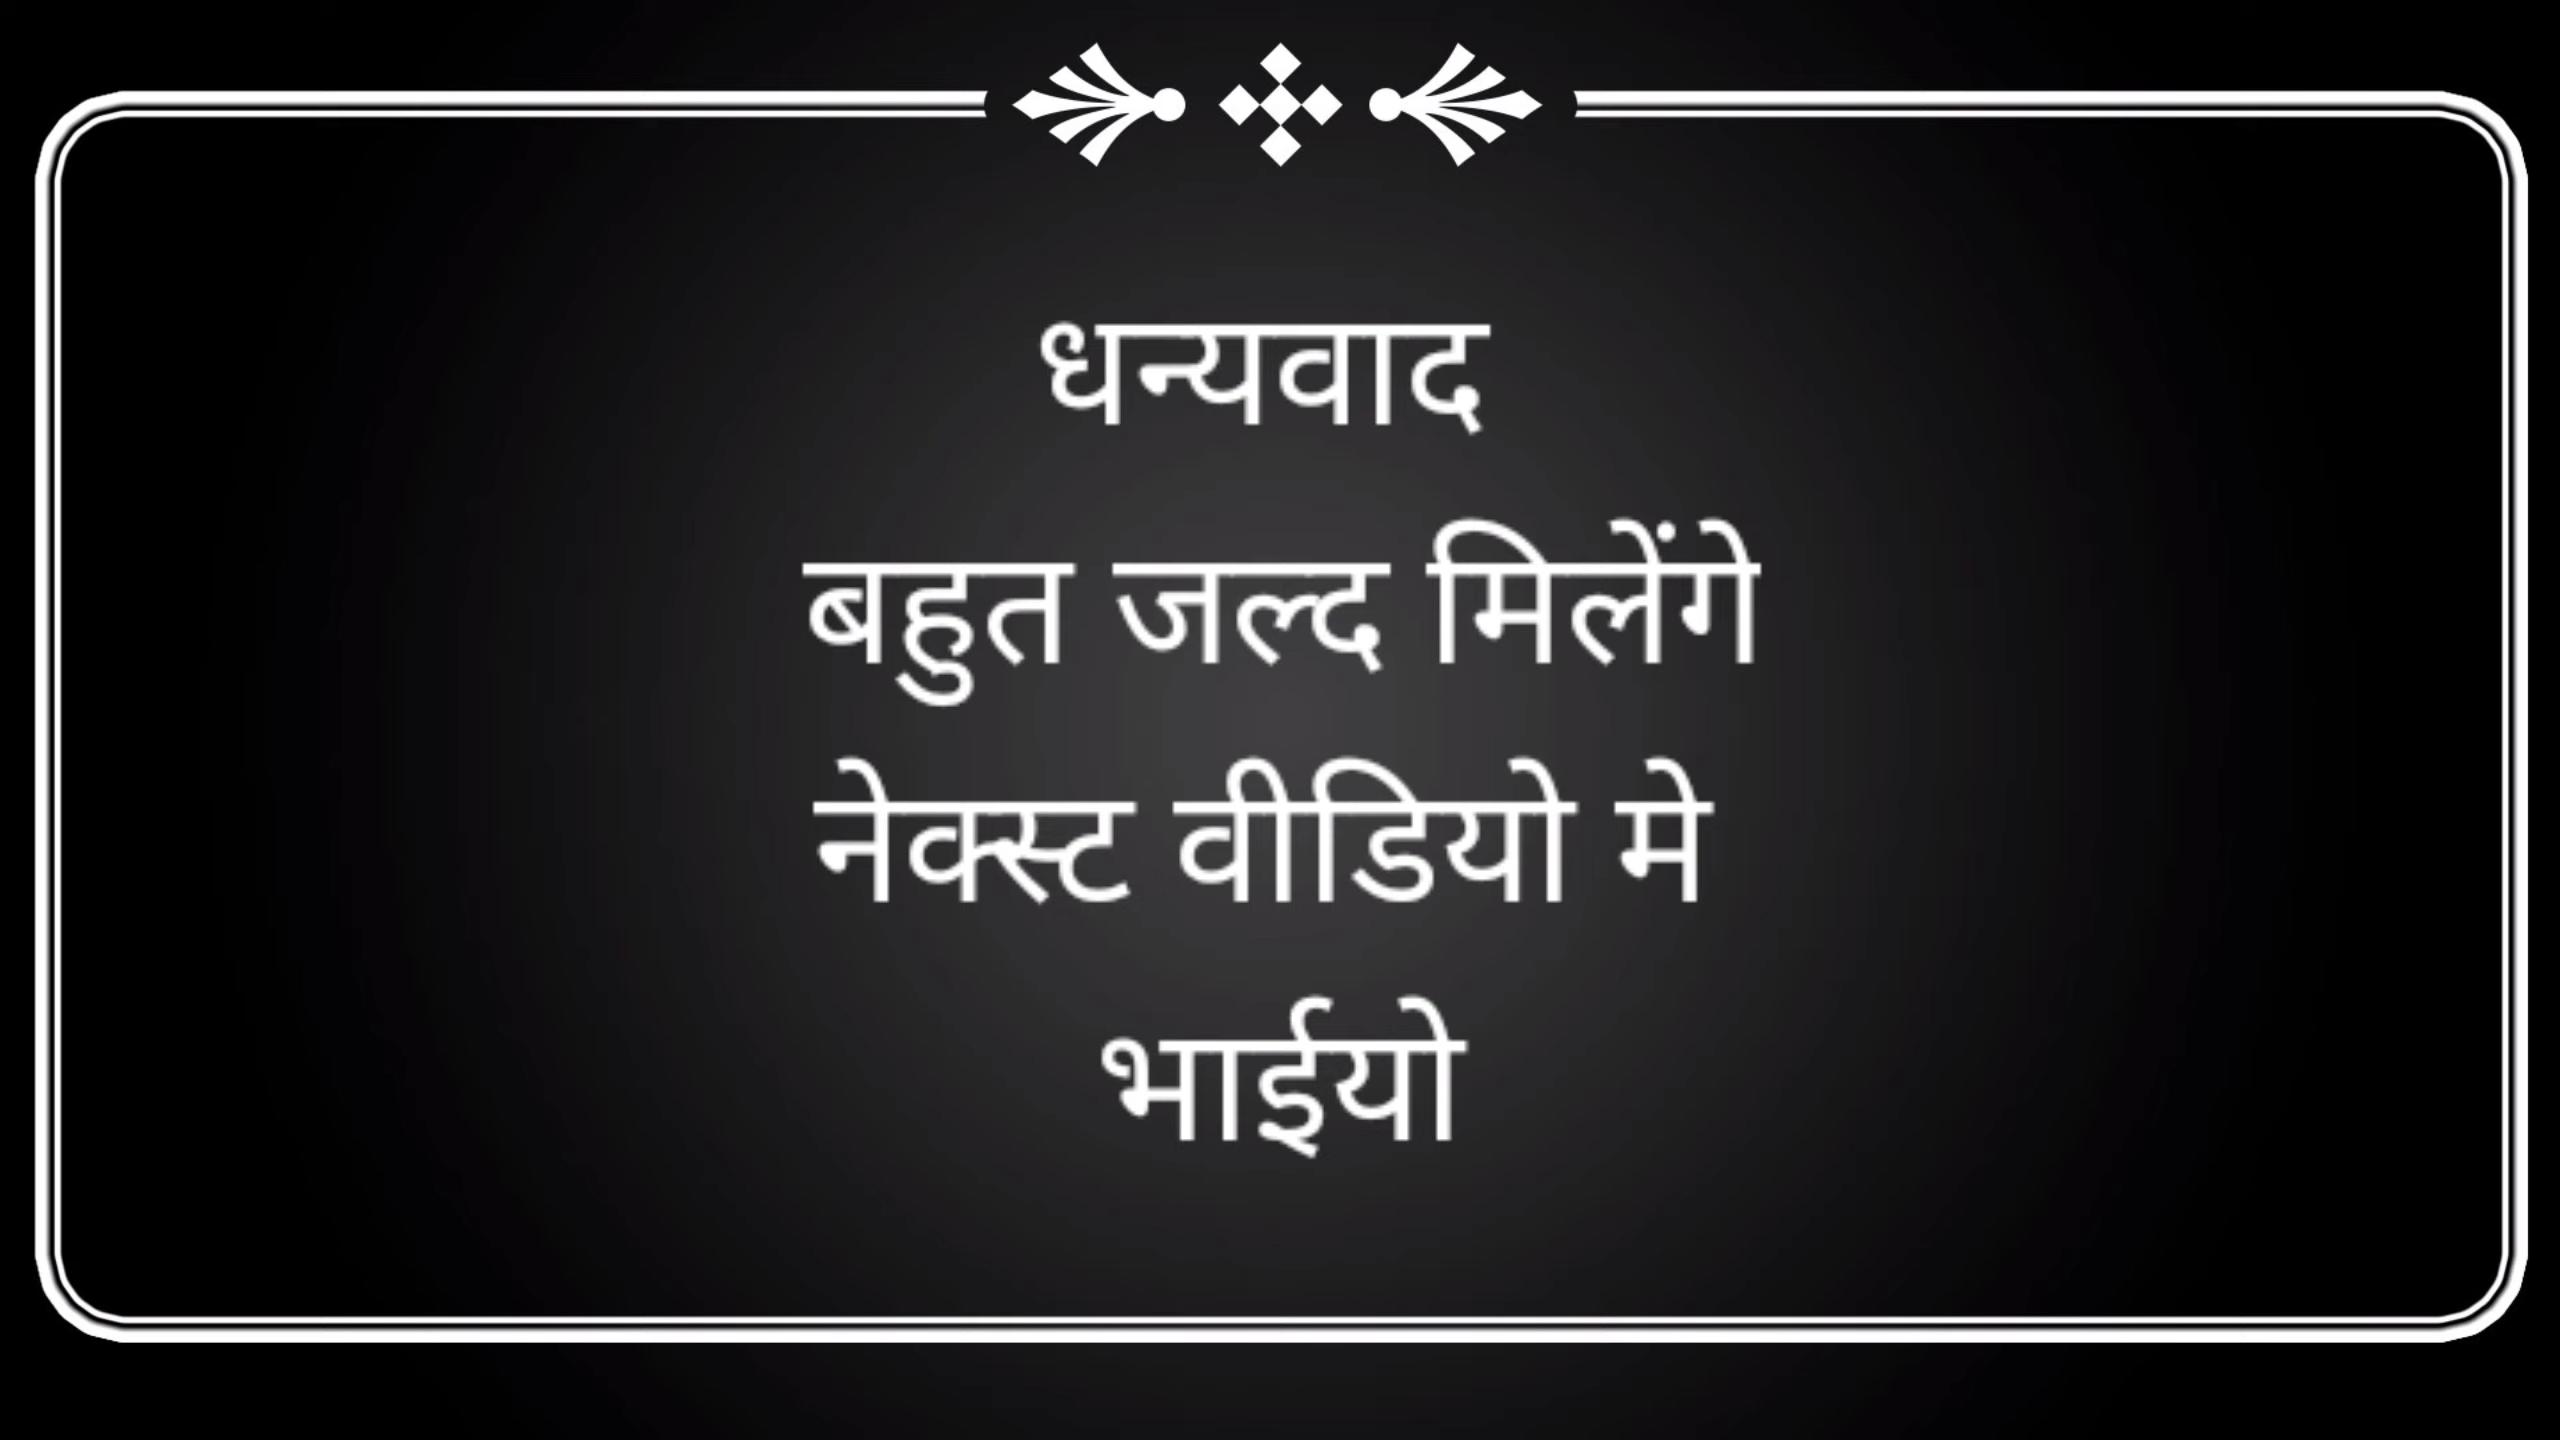 धन्यवाद
बहुत जल्द मिलेंगे
नेक्स्ट वीडियो मे
भाईयो